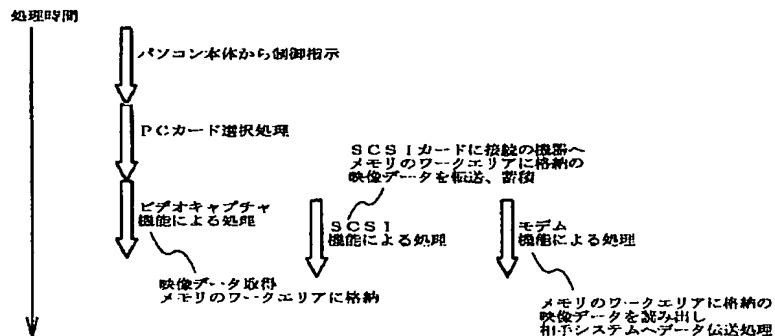 処理時間
パソコン本体から制御指示
PCカード選択処理
SCSIカードに接続の機器へ
メモリのワークエリアに格納の
映像データを転送、蓄積
ビデオキャプチャ
機能による処理
SCSI
機能による処理
モデム
機能による処理
映像データ取得
メモリのワークエリアに格納
メモリのワークエリアに格納の
映像データを読み出し
相手システムへデータ伝送処理